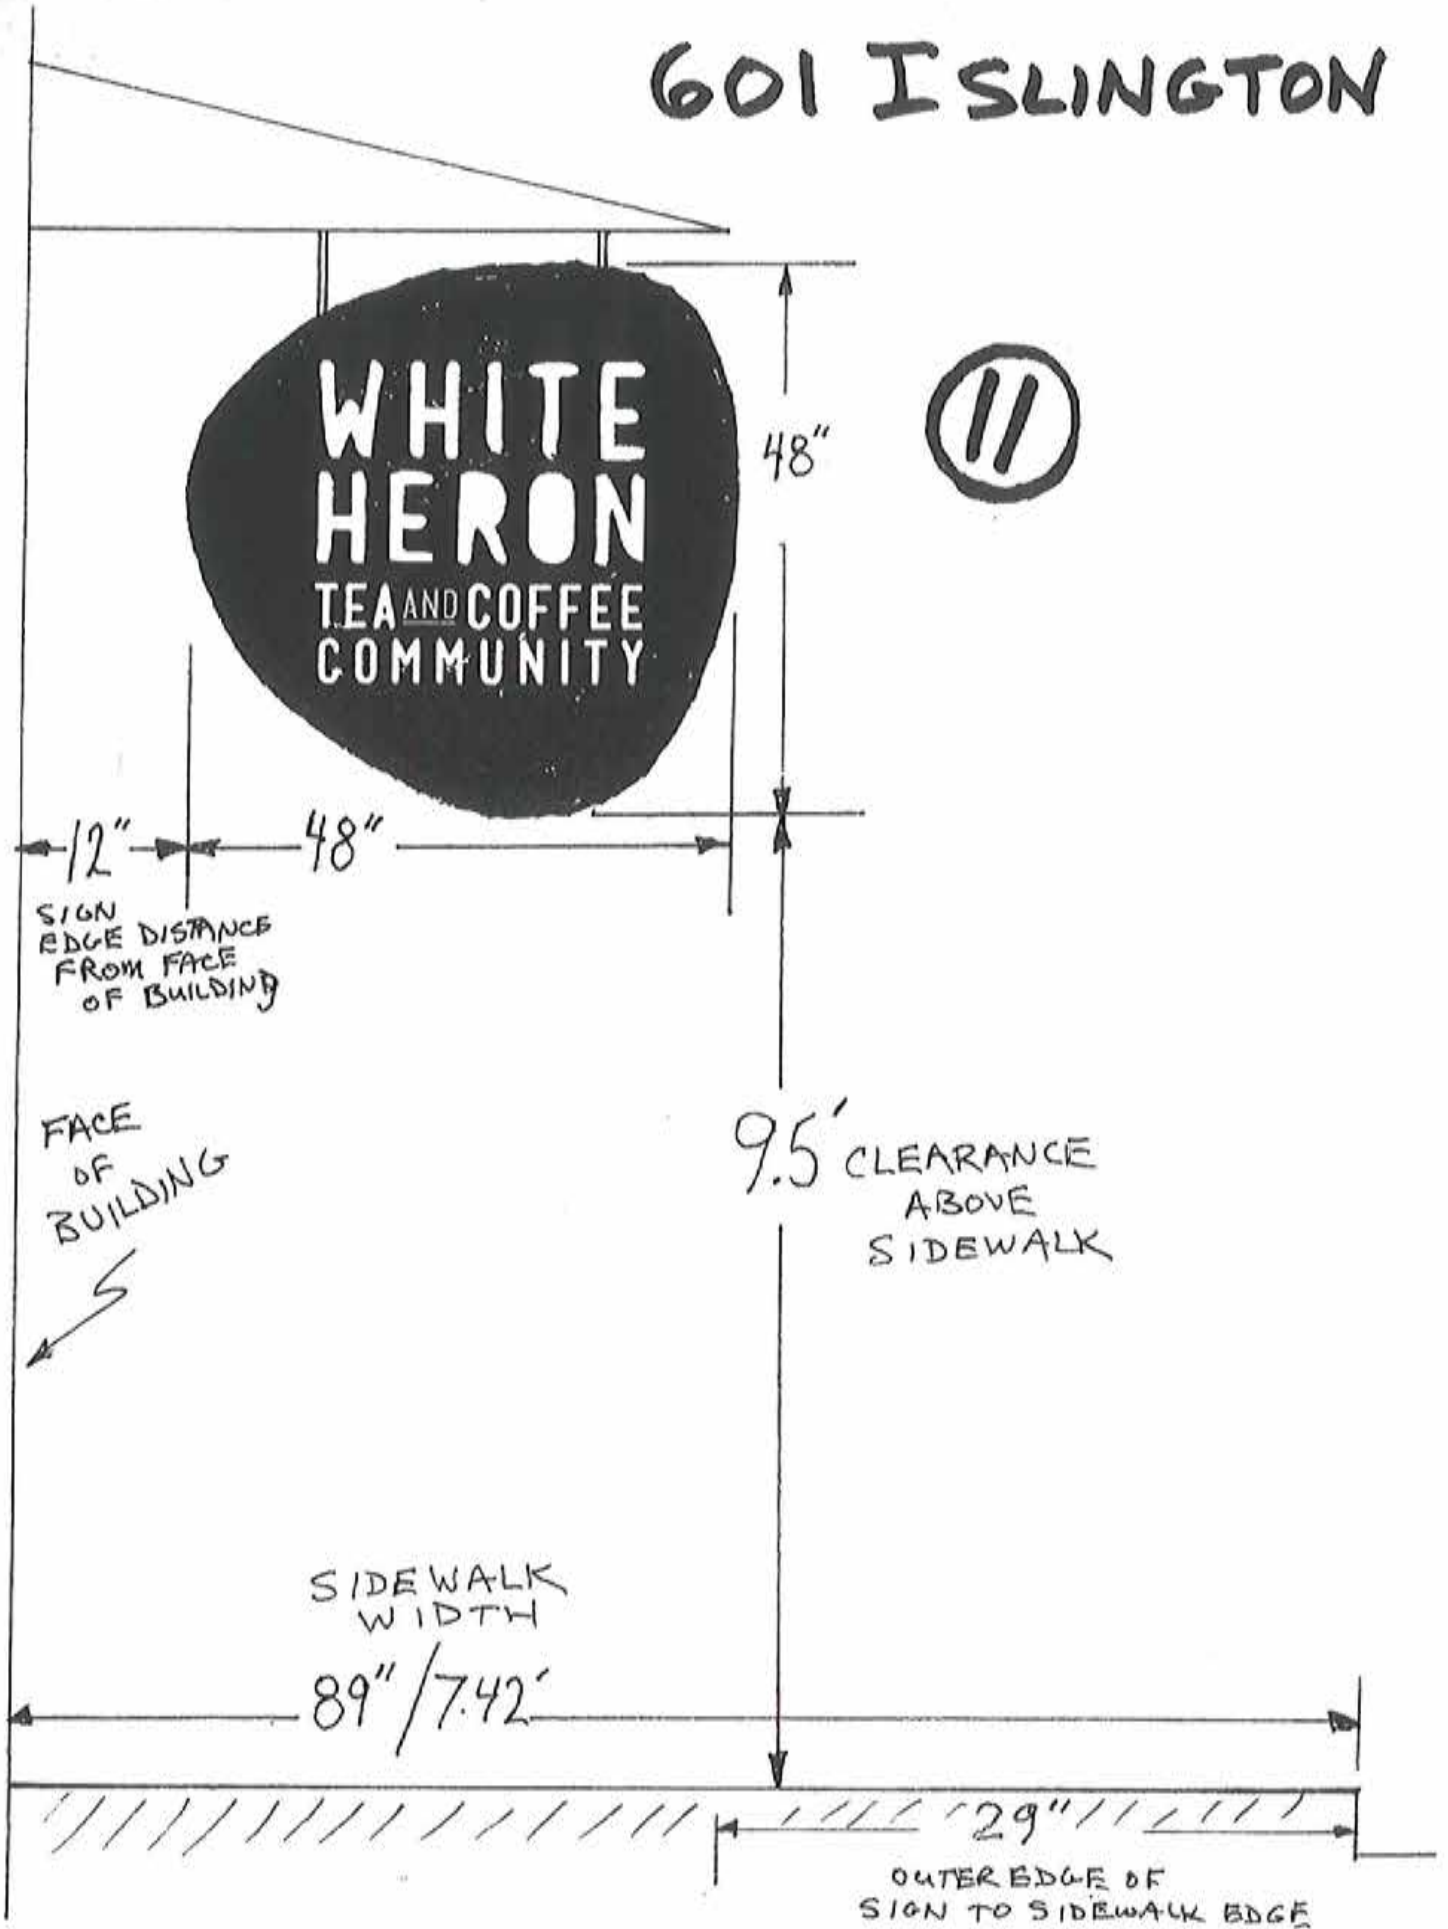 601 ISLINGTON
WHITE
HERON
TEA AND COFFEE
COMMUNITY
48"
11
12"
48"
SIGN
EDGE DISTANCE
FROM FACE
OF BUILDING
FACE
OF
BUILDING
9.5' CLEARANCE
ABOVE
SIDEWALK
SIDEWALK
WIDTH
89"/7.42'
29"
OUTER EDGE OF
SIGN TO SIDEWALK EDGE